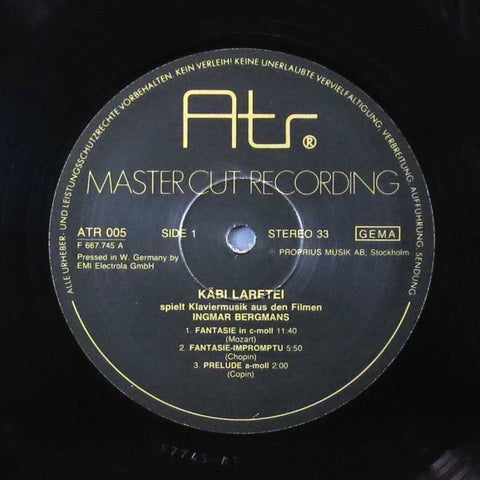 ALLE URHEBER- UND LEISTUNGSSCHUTZRECHTE VORBEHALTEN. KEIN VERLEIH! KEINE UNERLAUBTE VERVIELFÄLTIGUNG, VERBREITUNG, AUFFÜHRUNG, SENDUNG
Atr®
MASTER CUT RECORDING
ATR 005 SIDE 1 STEREO 33 GEMA
F 667.745 A
Pressed in W. Germany by PROPRIUS MUSIK AB, Stockholm
EMI Electrola GmbH
KÄBI LARETEI
spielt Klaviermusik aus den Filmen
INGMAR BERGMANS
1. FANTASIE in c-moll 11:40
(Mozart)
2. FANTASIE-IMPROMPTU 5:50
(Chopin)
3. PRELUDE a-moll 2:00
(Copin)